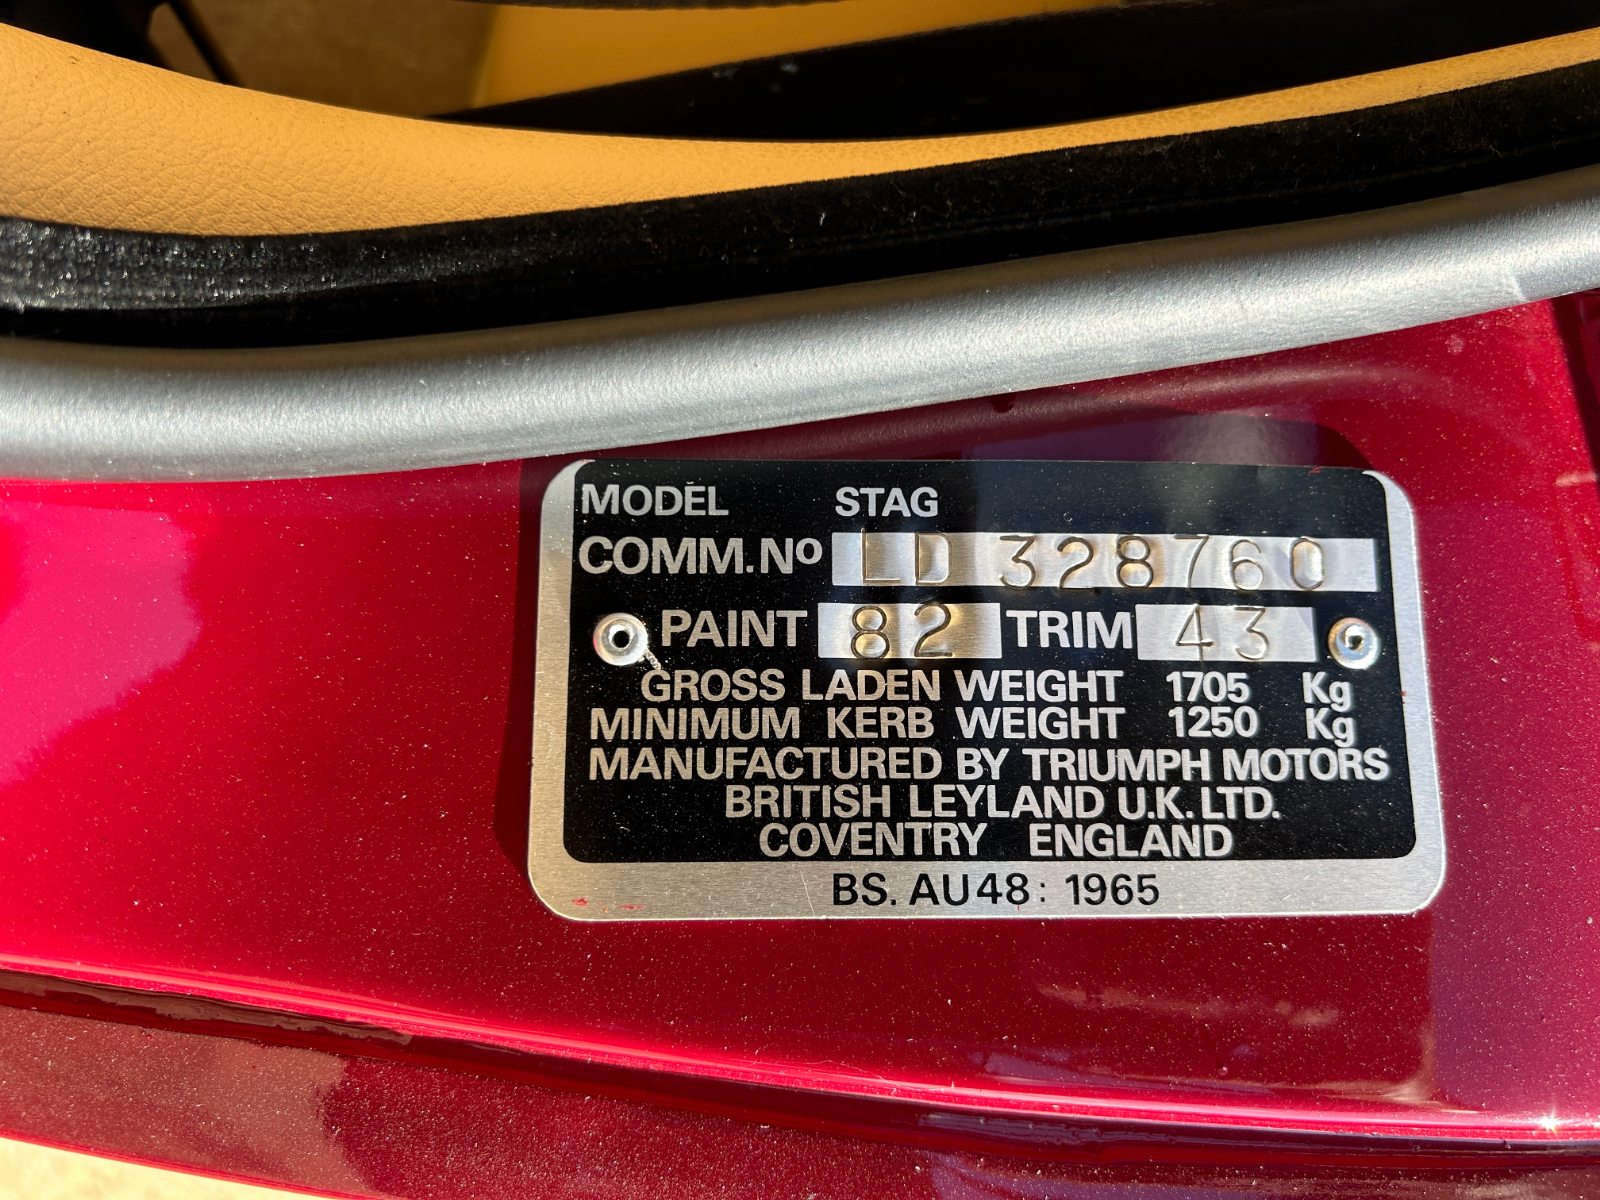 MODEL STAG
COMM.No LD 328760
PAINT 82 TRIM 43
GROSS LADEN WEIGHT 1705 Kg
MINIMUM KERB WEIGHT 1250 Kg
MANUFACTURED BY TRIUMPH MOTORS
BRITISH LEYLAND U.K. LTD.
COVENTRY ENGLAND
BS. AU48: 1965